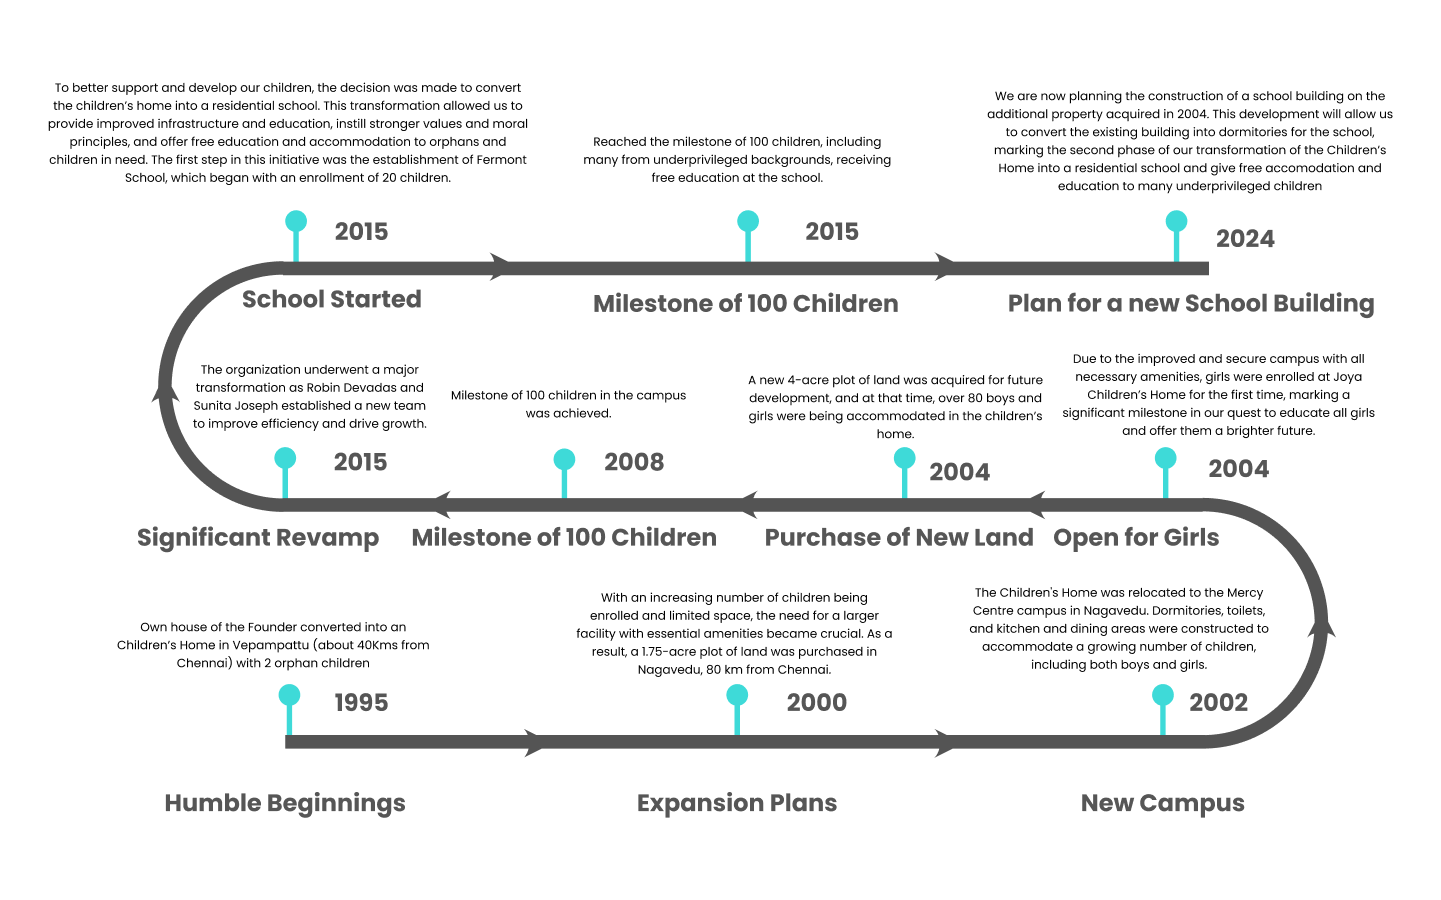 To better support and develop our children, the decision was made to convert
the children's home into a residential school. This transformation allowed us to
provide improved infrastructure and education, instill stronger values and moral
principles, and offer free education and accommodation to orphans and
children in need. The first step in this initiative was the establishment of Fermont
School, which began with an enrollment of 20 children.
2015
School Started
Reached the milestone of 100 children, including
many from underprivileged backgrounds, receiving
free education at the school.
2015
Milestone of 100 Children
We are now planning the construction of a school building on the
additional property acquired in 2004. This development will allow us
to convert the existing building into dormitories for the school,
marking the second phase of our transformation of the Children's
Home into a residential school and give free accomodation and
education to many underprivileged children
2024
Plan for a new School Building
The organization underwent a major
transformation as Robin Devadas and
Sunita Joseph established a new team
to improve efficiency and drive growth.
2015
Significant Revamp
Milestone of 100 children in the campus
was achieved.
2008
Milestone of 100 Children
A new 4-acre plot of land was acquired for future
development, and at that time, over 80 boys and
girls were being accommodated in the children's
home.
2004
Purchase of New Land
Due to the improved and secure campus with all
necessary amenities, girls were enrolled at Joya
Children's Home for the first time, marking a
significant milestone in our quest to educate all girls
and offer them a brighter future.
2004
Open for Girls
Own house of the Founder converted into an
Children's Home in Vepampattu (about 40Kms from
Chennai) with 2 orphan children
1995
Humble Beginnings
With an increasing number of children being
enrolled and limited space, the need for a larger
facility with essential amenities became crucial. As a
result, a 1.75-acre plot of land was purchased in
Nagavedu, 80 km from Chennai.
2000
Expansion Plans
The Children's Home was relocated to the Mercy
Centre campus in Nagavedu. Dormitories, toilets,
and kitchen and dining areas were constructed to
accommodate a growing number of children,
including both boys and girls.
2002
New Campus